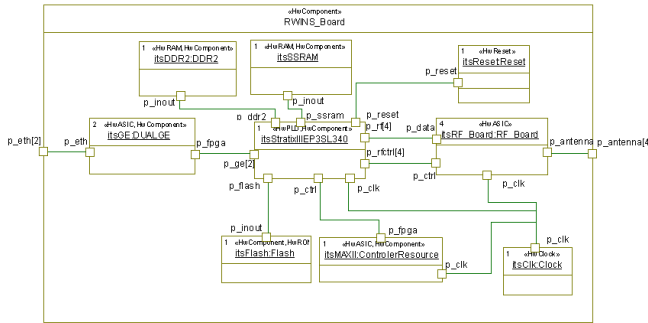 «HwComponent»
RWINS_Board
1 «HwRAM, HwComponent»
itsDDR2:DDR2
1 «HwRAM, HwComponent»
itsSSRAM
1 «HwReset»
itsReset:Reset
p_reset
p_inout
p_inout
p_ddr2
p_ssram
p_reset
p_rf[4]
p_data
p_eth[2]
p_eth
2 «HwASIC, HwComponent»
itsGE:DUALGE
p_fpga
p_ge[2]
1 «HwPLD, HwComponent»
itsStratixIIIEP3SL340
p_rfctrl[4]
4 «HwASIC»
itsRF_Board:RF_Board
p_antenna
p_antenna[4]
p_ctrl
p_flash
p_ctrl
p_clk
p_clk
p_inout
p_fpga
p_clk
1 «HwComponent, HwROM
itsFlash:Flash
1 «HwASIC, HwComponent»
itsMAXII:ControlerResource
p_clk
1 «HwClock»
itsClk:Clock